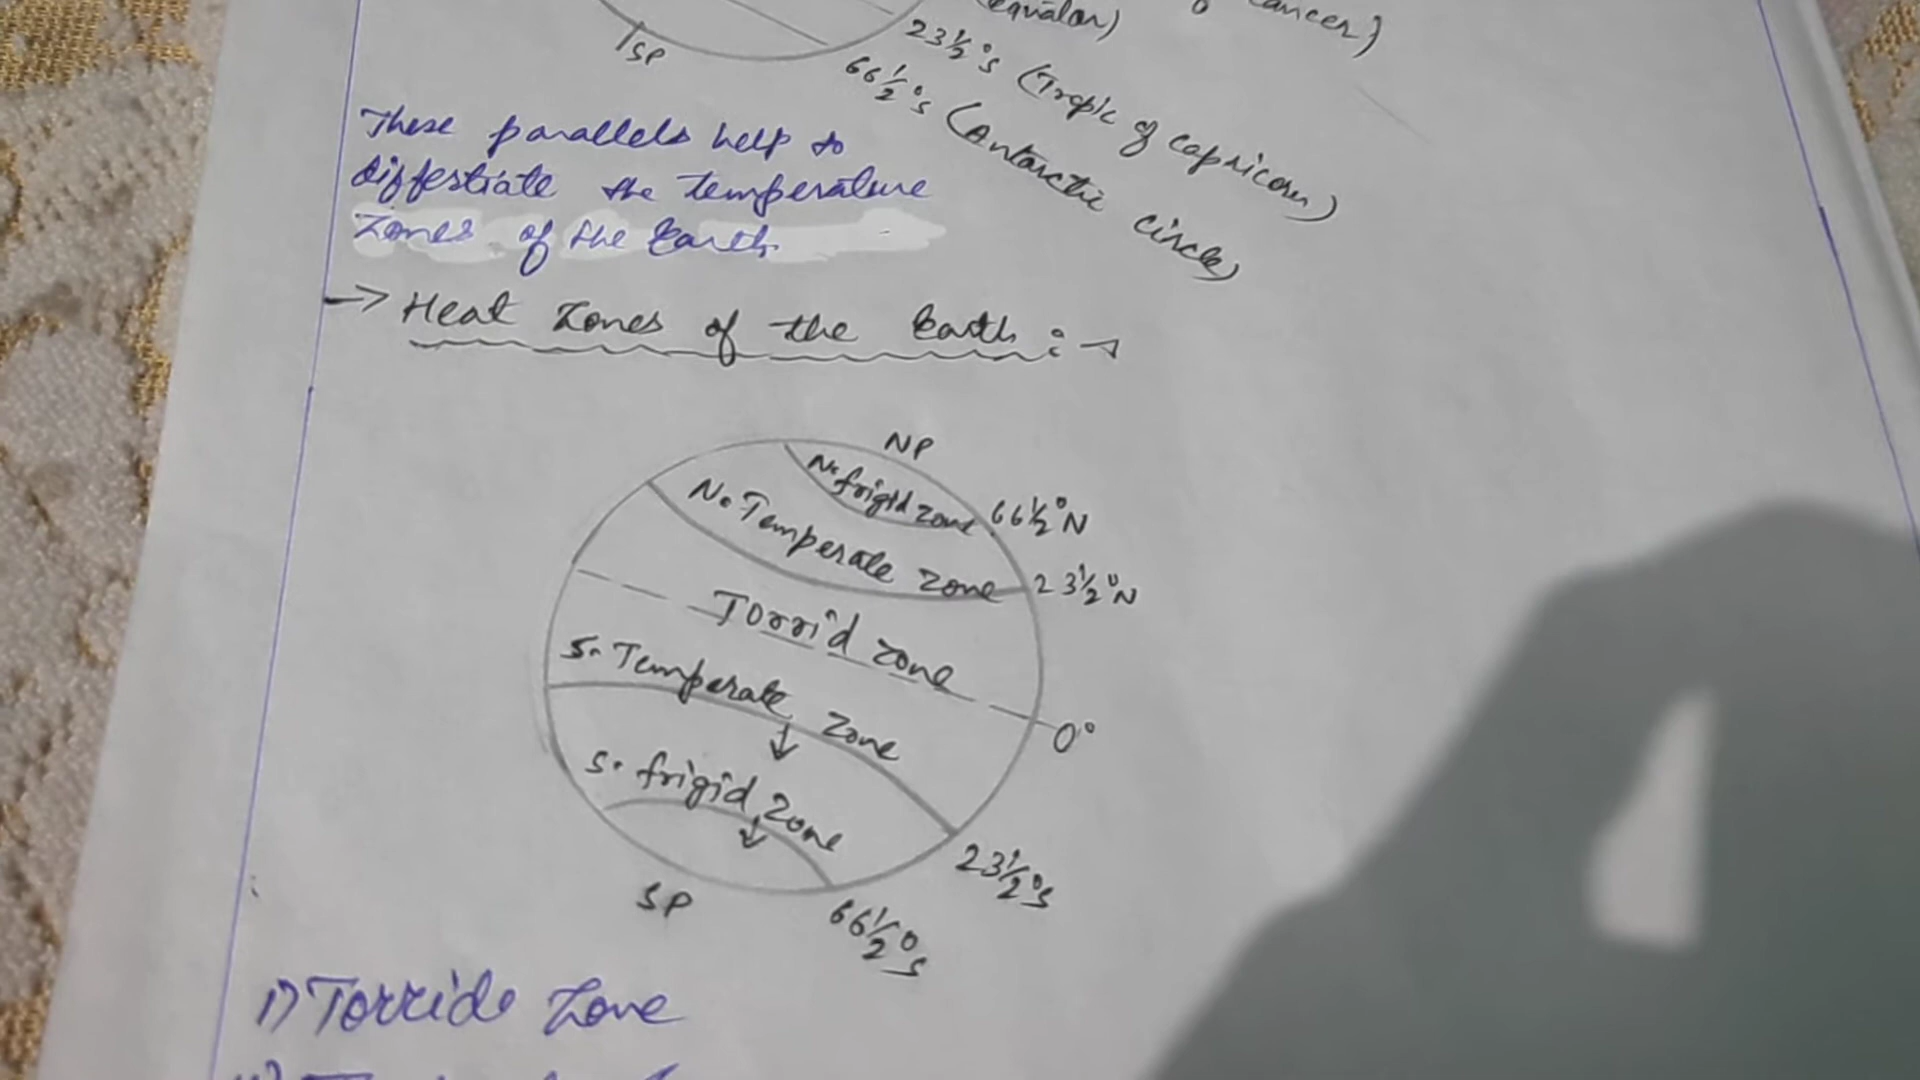 cancer)
(equator)
23½°S (Tropic of Capricorn)
66½°S (Antarctic circle)
SP
These parallels help to
diffestiate the temperature
zones of the Earth.
→ Heat zones of the Earth :→
NP
N. frigid zone 66½°N
N. Temperate zone 23½°N
Torrid zone
0°
S. Temperate zone
23½°S
S. frigid zone
66½°S
SP
1) Torride Zone